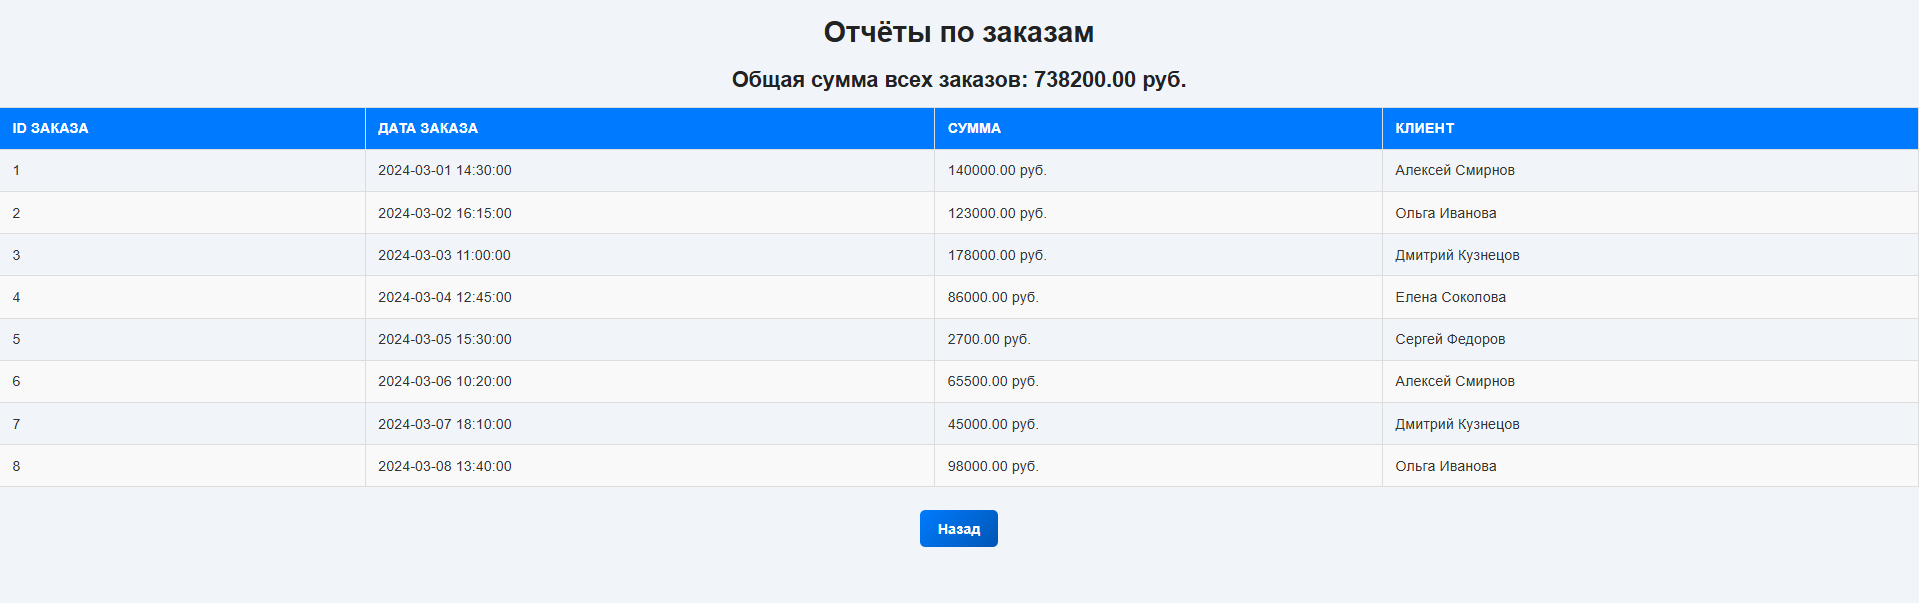 Отчёты по заказам
Общая сумма всех заказов: 738200.00 руб.
ID ЗАКАЗА ДАТА ЗАКАЗА СУММА КЛИЕНТ
1 2024-03-01 14:30:00 140000.00 руб. Алексей Смирнов
2 2024-03-02 16:15:00 123000.00 руб. Ольга Иванова
3 2024-03-03 11:00:00 178000.00 руб. Дмитрий Кузнецов
4 2024-03-04 12:45:00 86000.00 руб. Елена Соколова
5 2024-03-05 15:30:00 2700.00 руб. Сергей Федоров
6 2024-03-06 10:20:00 65500.00 руб. Алексей Смирнов
7 2024-03-07 18:10:00 45000.00 руб. Дмитрий Кузнецов
8 2024-03-08 13:40:00 98000.00 руб. Ольга Иванова
Назад